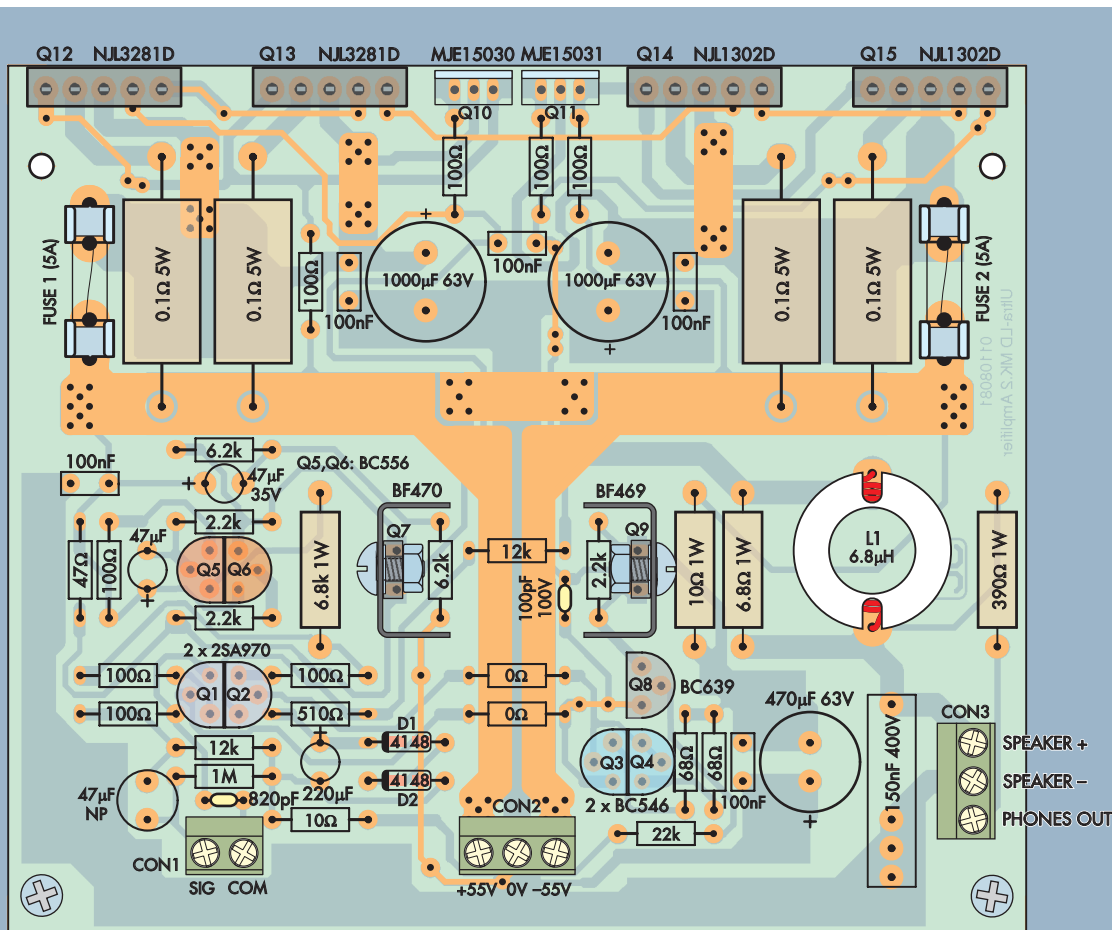 Q12 NJL3281D Q13 NJL3281D MJE15030 MJE15031 Q14 NJL1302D Q15 NJL1302D
Q10 Q11
100Ω 100Ω 100Ω
FUSE 1 (5A) 0.1Ω 5W 0.1Ω 5W 100Ω 100nF
+ 1000µF 63V
100nF
1000µF 63V +
100nF 0.1Ω 5W 0.1Ω 5W FUSE 2 (5A)
Ultra-LD MK.2 Amplifier
01108081
6.2k
100nF
+ 47µF
35V
Q5,Q6: BC556
2.2k
47Ω 100Ω 47µF +
Q5 Q6
2.2k
6.8k 1W
BF470
Q7
6.2k
12k
100pF
100V
BF469
2.2k
Q9
10Ω 1W 6.8Ω 1W
L1
6.8µH
390Ω 1W
2 x 2SA970
100Ω
100Ω
Q1 Q2
100Ω
510Ω
12k
1M
47µF
NP
820pF
+
220µF
10Ω
D1
4148
4148
D2
0Ω
0Ω
Q8 BC639
Q3 Q4
2 x BC546
68Ω 68Ω
100nF
22k
470µF 63V
+
150nF 400V
CON3
SPEAKER +
SPEAKER –
PHONES OUT
CON1
SIG COM
CON2
+55V 0V –55V